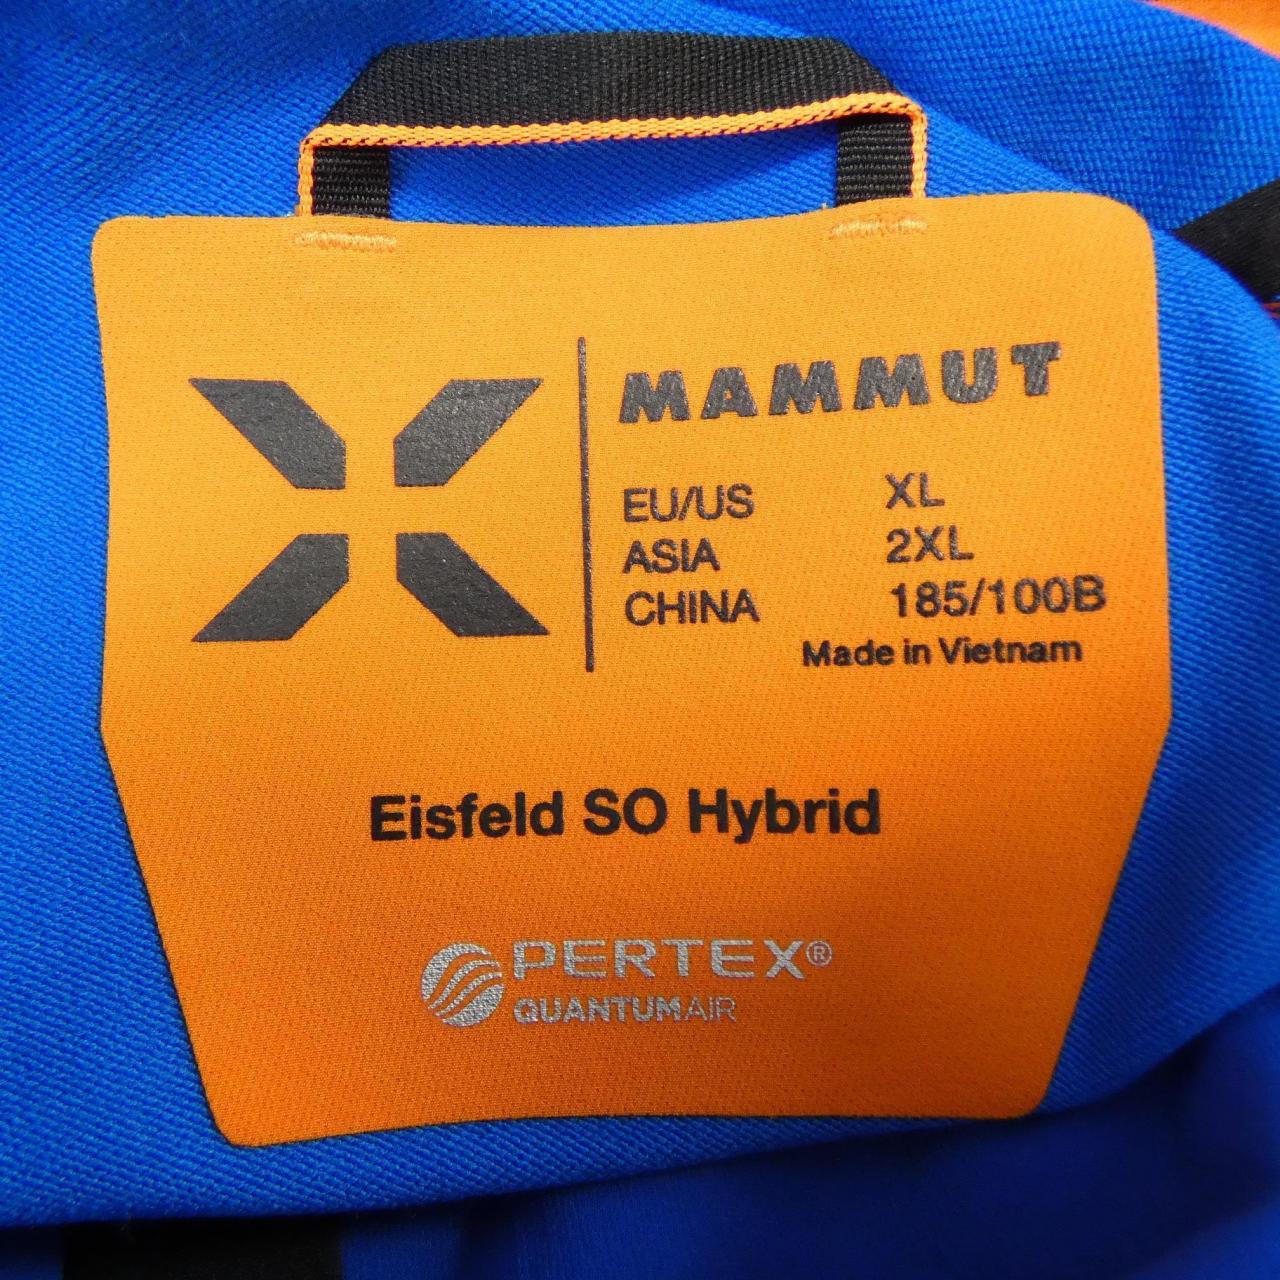 MAMMUT
EU/US XL
ASIA 2XL
CHINA 185/100B
Made in Vietnam
Eisfeld SO Hybrid
PERTEX®
QUANTUMAIR